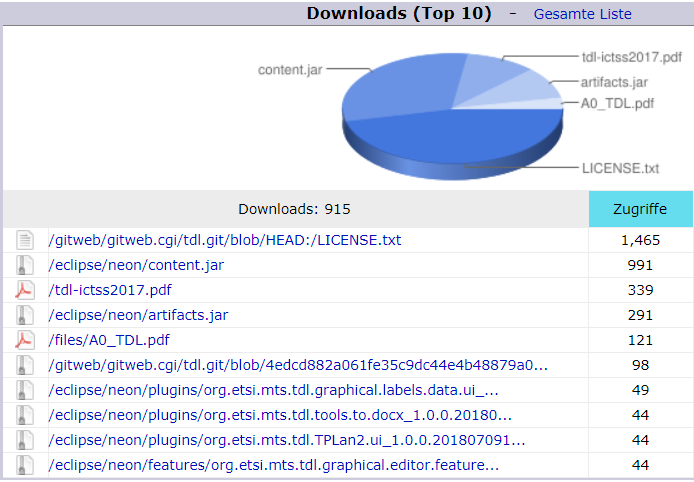 Downloads (Top 10) - Gesamte Liste
tdl-ictss2017.pdf
content.jar
artifacts.jar
A0_TDL.pdf
LICENSE.txt
Downloads: 915 Zugriffe
/gitweb/gitweb.cgi/tdl.git/blob/HEAD:/LICENSE.txt 1,465
/eclipse/neon/content.jar 991
/tdl-ictss2017.pdf 339
/eclipse/neon/artifacts.jar 291
/files/A0_TDL.pdf 121
/gitweb/gitweb.cgi/tdl.git/blob/4edcd882a061fe35c9dc44e4b48879a0... 98
/eclipse/neon/plugins/org.etsi.mts.tdl.graphical.labels.data.ui_... 49
/eclipse/neon/plugins/org.etsi.mts.tdl.tools.to.docx_1.0.0.20180... 44
/eclipse/neon/plugins/org.etsi.mts.tdl.TPLan2.ui_1.0.0.201807091... 44
/eclipse/neon/features/org.etsi.mts.tdl.graphical.editor.feature... 44